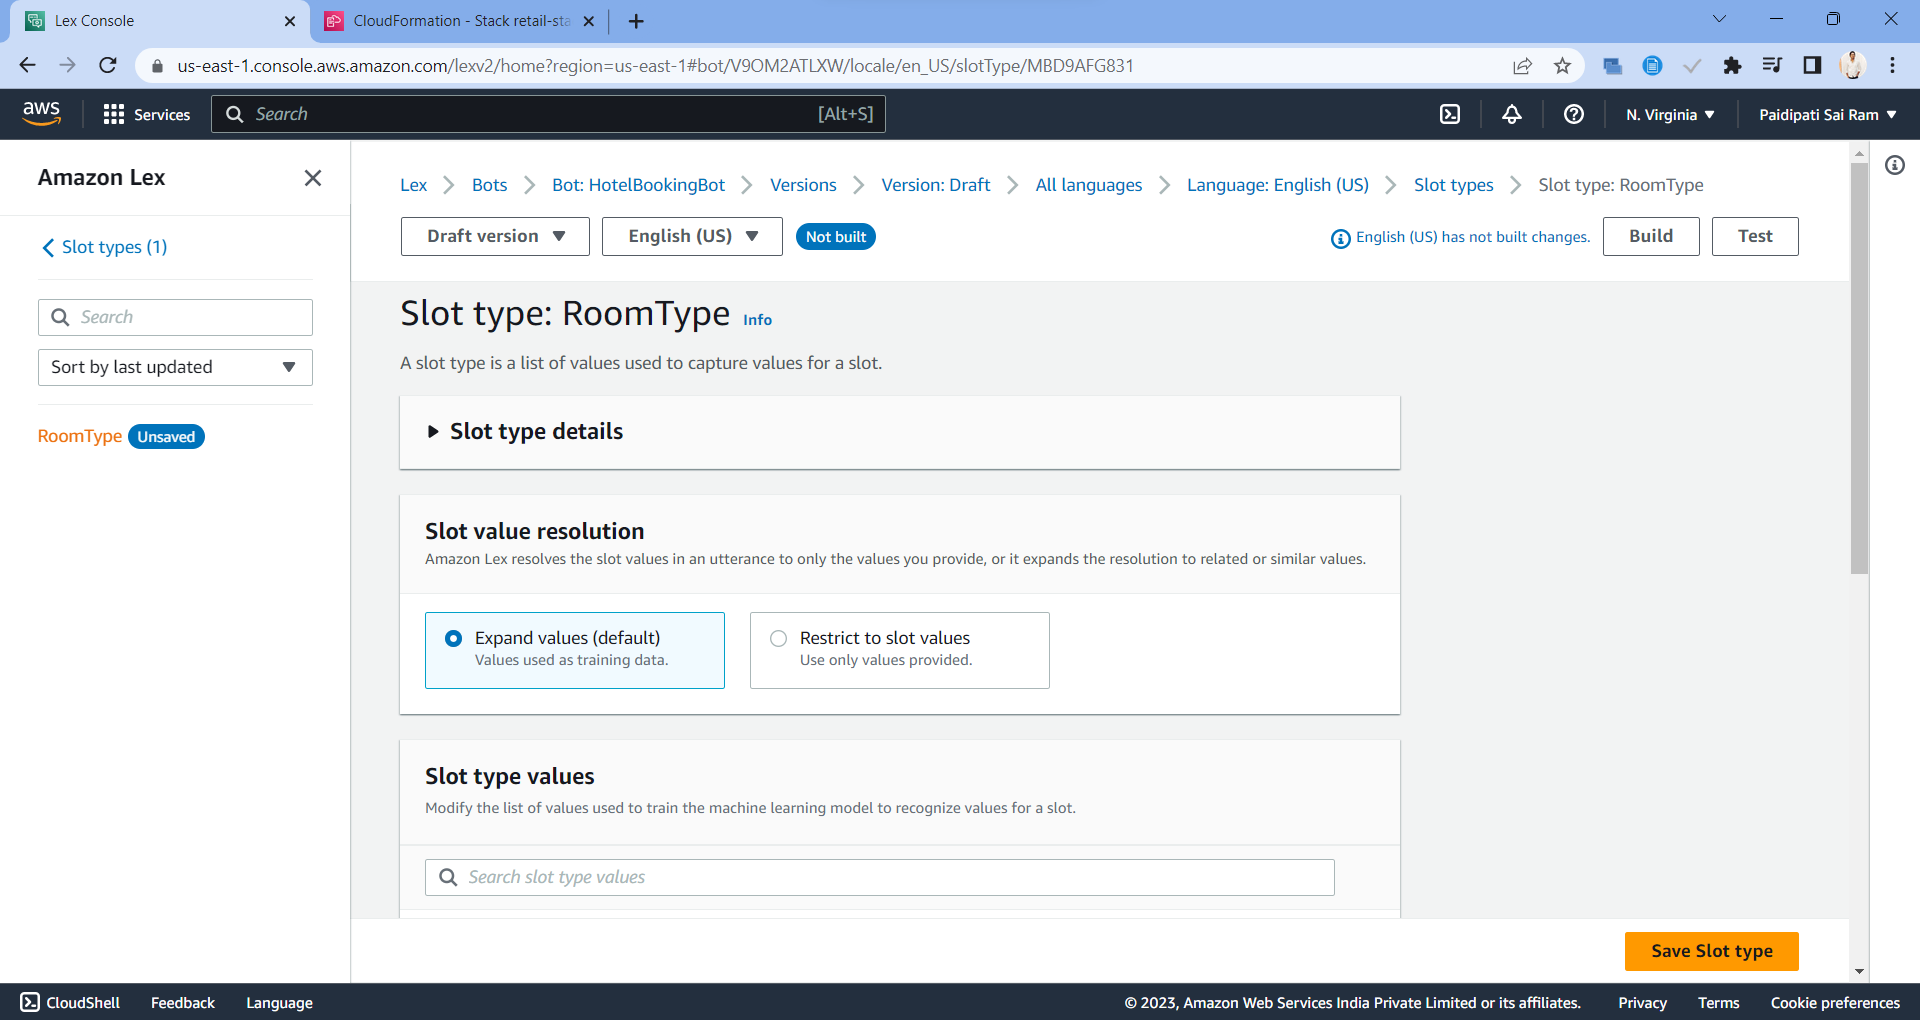 Lex Console
CloudFormation - Stack retail-sta
us-east-1.console.aws.amazon.com/lexv2/home?region=us-east-1#bot/V9OM2ATLXW/locale/en_US/slotType/MBD9AFG831
aws
Services
Search
[Alt+S]
N. Virginia
Paidipati Sai Ram
Amazon Lex
Slot types (1)
Search
Sort by last updated
RoomType
Unsaved
Lex
Bots
Bot: HotelBookingBot
Versions
Version: Draft
All languages
Language: English (US)
Slot types
Slot type: RoomType
Draft version
English (US)
Not built
English (US) has not built changes.
Build
Test
Slot type: RoomType
Info
A slot type is a list of values used to capture values for a slot.
Slot type details
Slot value resolution
Amazon Lex resolves the slot values in an utterance to only the values you provide, or it expands the resolution to related or similar values.
Expand values (default)
Values used as training data.
Restrict to slot values
Use only values provided.
Slot type values
Modify the list of values used to train the machine learning model to recognize values for a slot.
Search slot type values
Save Slot type
CloudShell
Feedback
Language
© 2023, Amazon Web Services India Private Limited or its affiliates.
Privacy
Terms
Cookie preferences